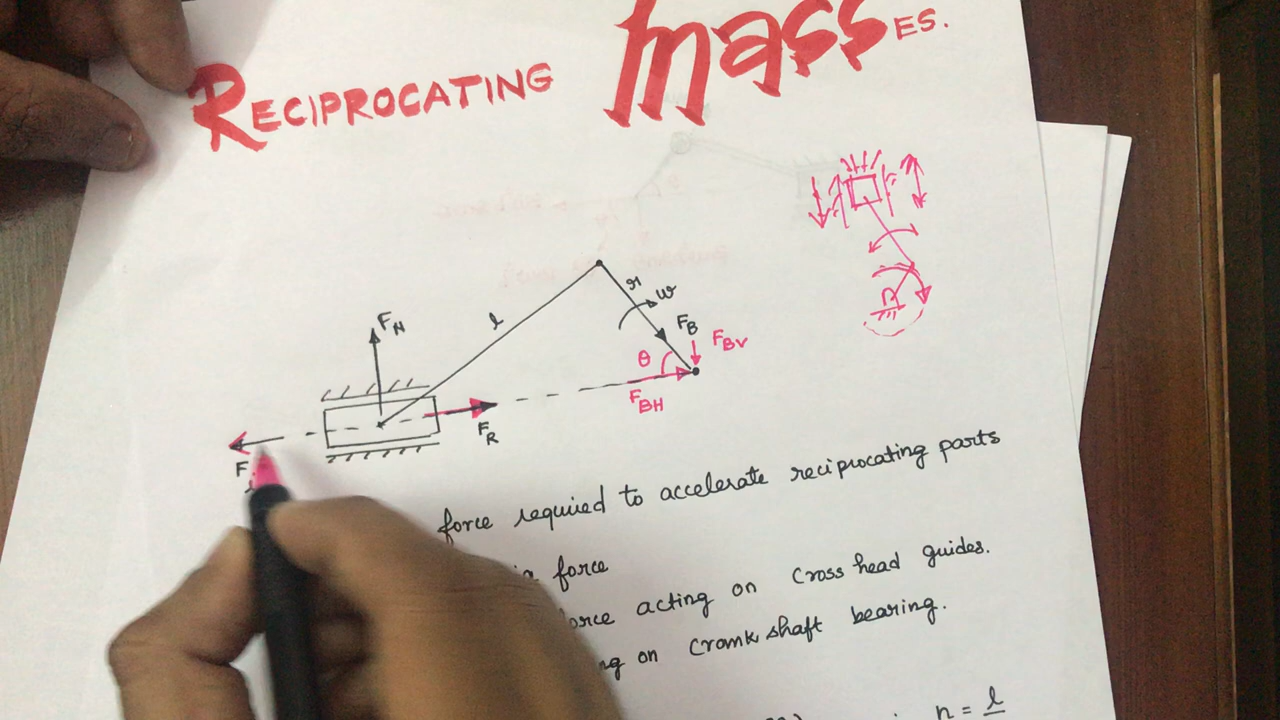 RECIPROCATING MASSES.
l
r
ω
FN
FB
FBV
θ
FBH
FR
F
force required to accelerate reciprocating parts
force
acting on cross head guides.
on Crank shaft bearing.
n = l